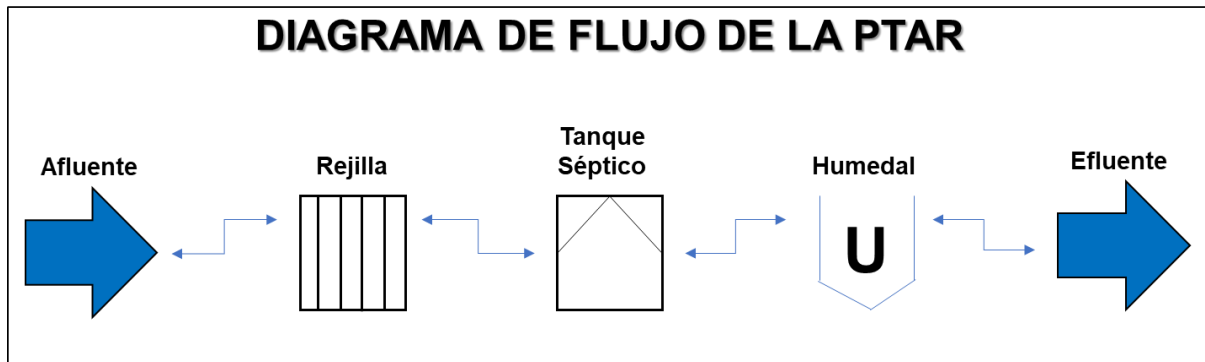 DIAGRAMA DE FLUJO DE LA PTAR
Afluente
Rejilla
Tanque
Séptico
Humedal
Efluente
U